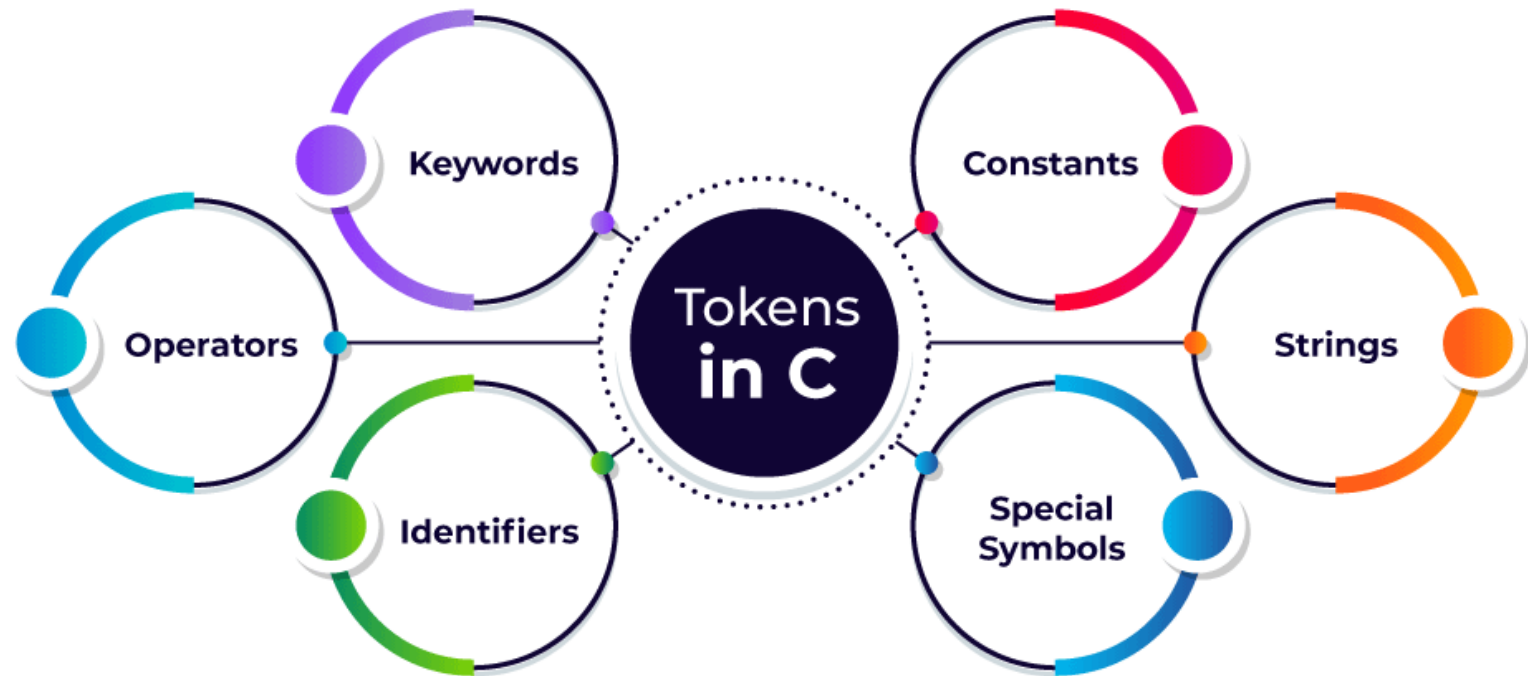 Keywords
Constants
Operators
Tokens
in C
Strings
Identifiers
Special
Symbols